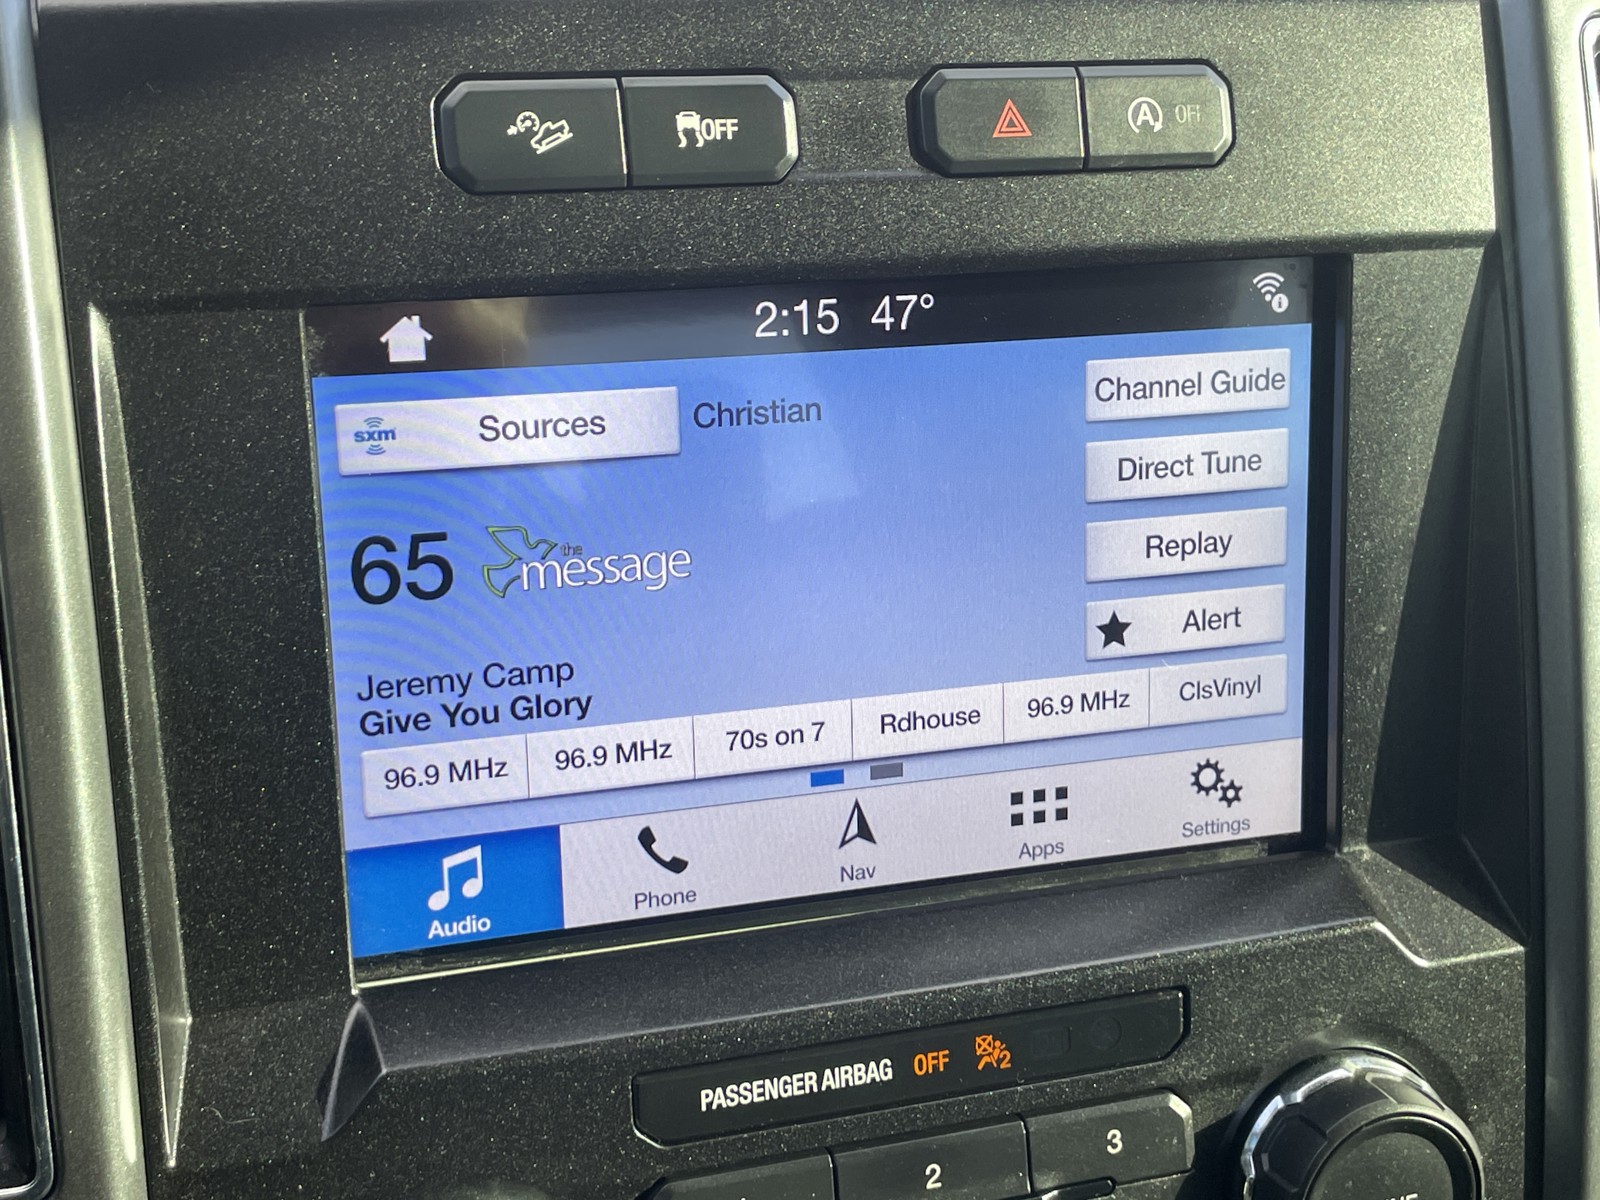 OFF
A OFF
2:15 47°
sxm Sources
Christian
Channel Guide
Direct Tune
65 the message
Replay
Alert
Jeremy Camp
Give You Glory
96.9 MHz
96.9 MHz
70s on 7
Rdhouse
96.9 MHz
ClsVinyl
Audio
Phone
Nav
Apps
Settings
PASSENGER AIRBAG OFF 2
2
3